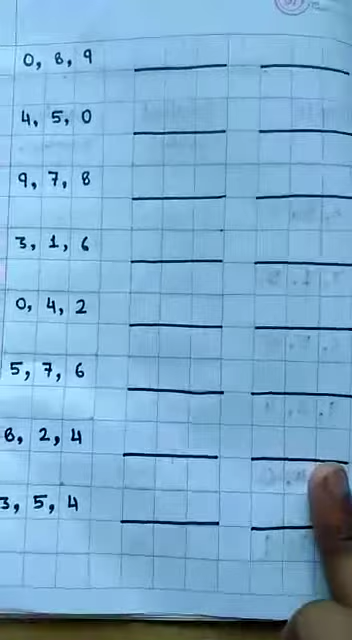 0, 8, 9
4, 5, 0
9, 7, 8
3, 1, 6
0, 4, 2
5, 7, 6
8, 2, 4
3, 5, 4